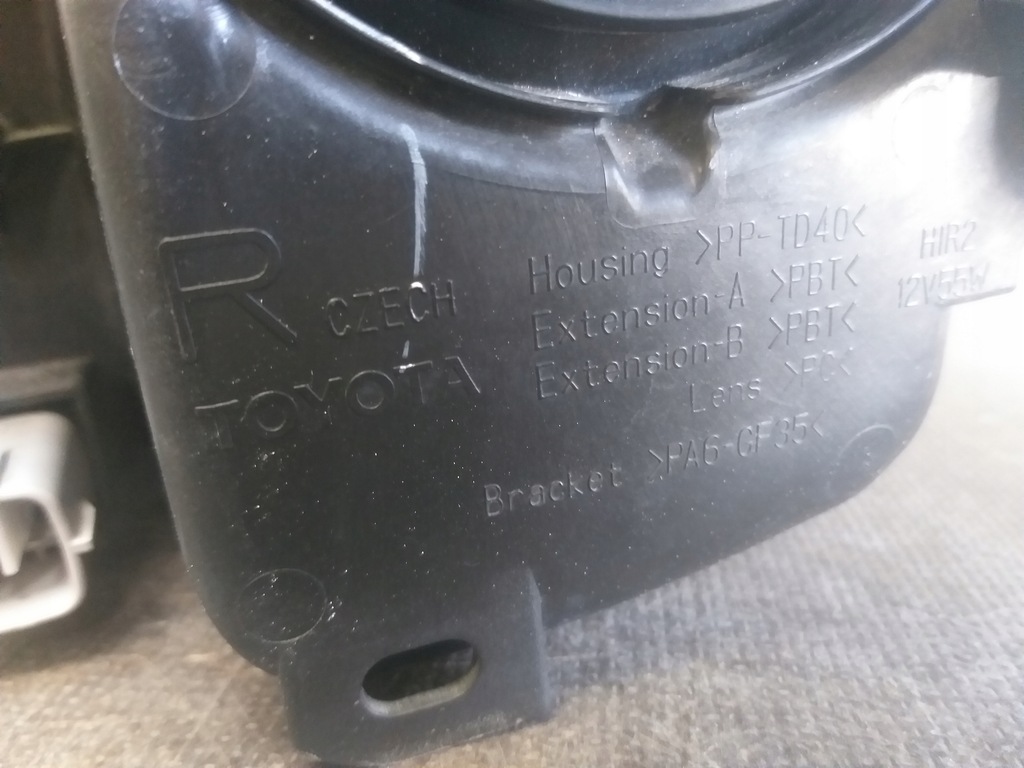 R CZECH
TOYOTA
Housing >PP-TD40<
Extension-A >PBT<
Extension-B >PBT<
Lens >PC<
Bracket >PA6-GF35<
HIR2
12V55W